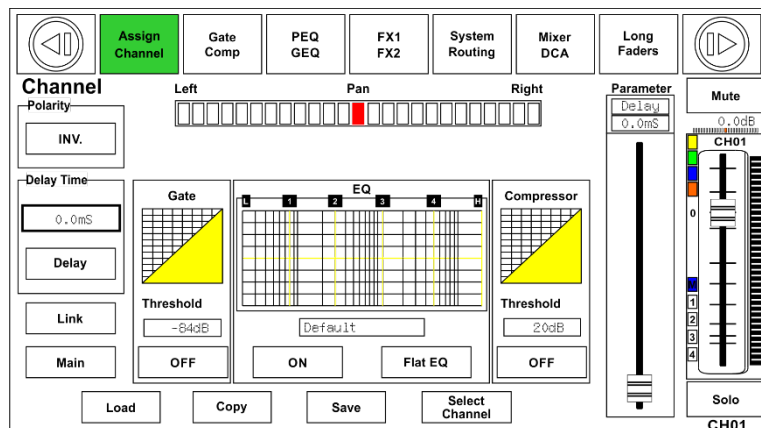 Assign
Channel
Gate
Comp
PEQ
GEQ
FX1
FX2
System
Routing
Mixer
DCA
Long
Faders
Channel
Left
Pan
Right
Parameter
Mute
Polarity
Delay
0.0mS
0.0dB
INV.
CH01
Delay Time
0.0mS
Delay
Gate
EQ
L
1
2
3
4
H
Compressor
0
Threshold
Threshold
M
1
2
3
4
Link
-84dB
Default
20dB
Main
OFF
ON
Flat EQ
OFF
Load
Copy
Save
Select
Channel
Solo
CH01